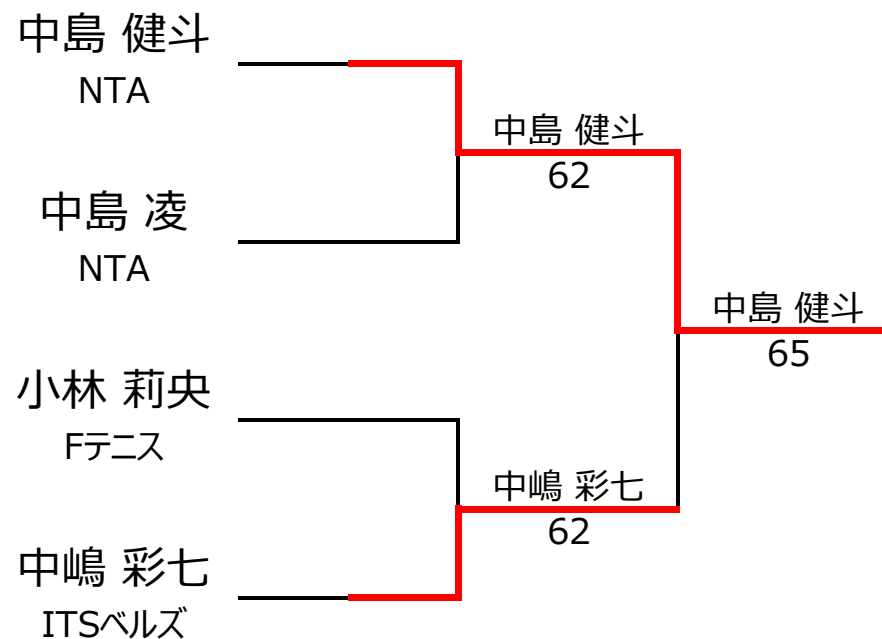 中島 健斗
NTA
中島 健斗
62
中島 凌
NTA
中島 健斗
65
小林 莉央
Fテニス
中嶋 彩七
62
中嶋 彩七
ITSベルズ